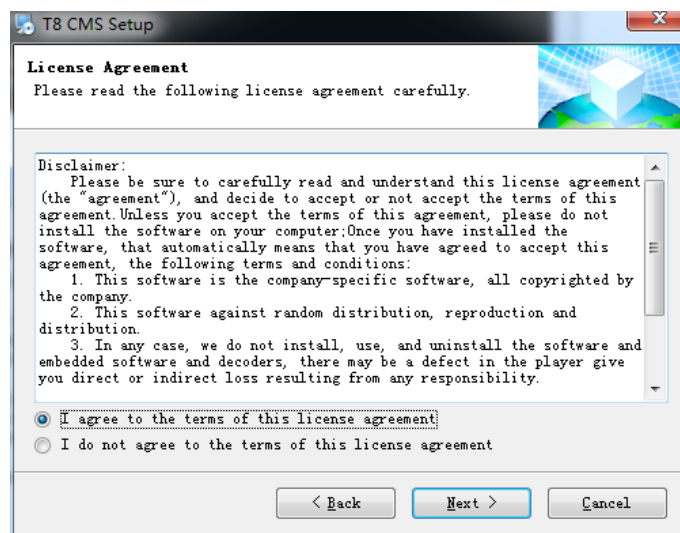 T8 CMS Setup
License Agreement
Please read the following license agreement carefully.
Disclaimer:
Please be sure to carefully read and understand this license agreement
(the "agreement"), and decide to accept or not accept the terms of this
agreement.Unless you accept the terms of this agreement, please do not
install the software on your computer;Once you have installed the
software, that automatically means that you have agreed to accept this
agreement, the following terms and conditions:
1. This software is the company-specific software, all copyrighted by
the company.
2. This software against random distribution, reproduction and
distribution.
3. In any case, we do not install, use, and uninstall the software and
embedded software and decoders, there may be a defect in the player give
you direct or indirect loss resulting from any responsibility.
I agree to the terms of this license agreement
I do not agree to the terms of this license agreement
< Back Next > Cancel